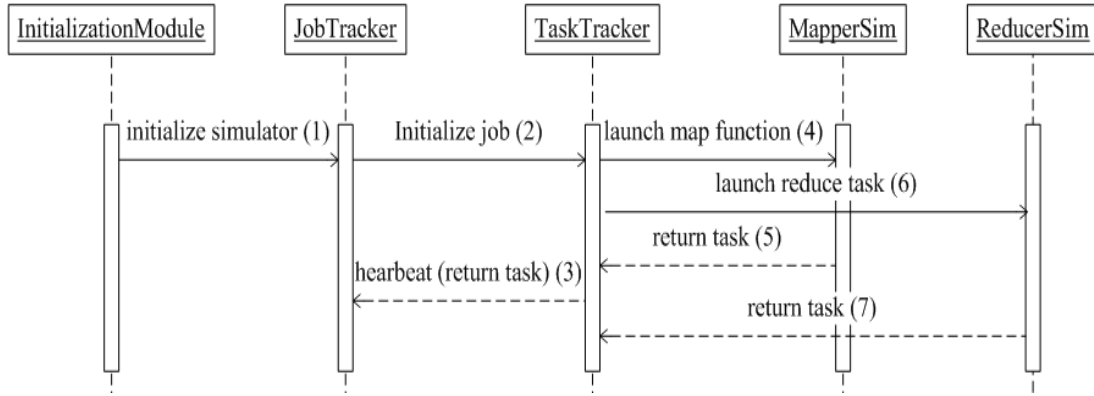 InitializationModule
JobTracker
TaskTracker
MapperSim
ReducerSim
initialize simulator (1)
Initialize job (2)
launch map function (4)
launch reduce task (6)
return task (5)
hearbeat (return task) (3)
return task (7)